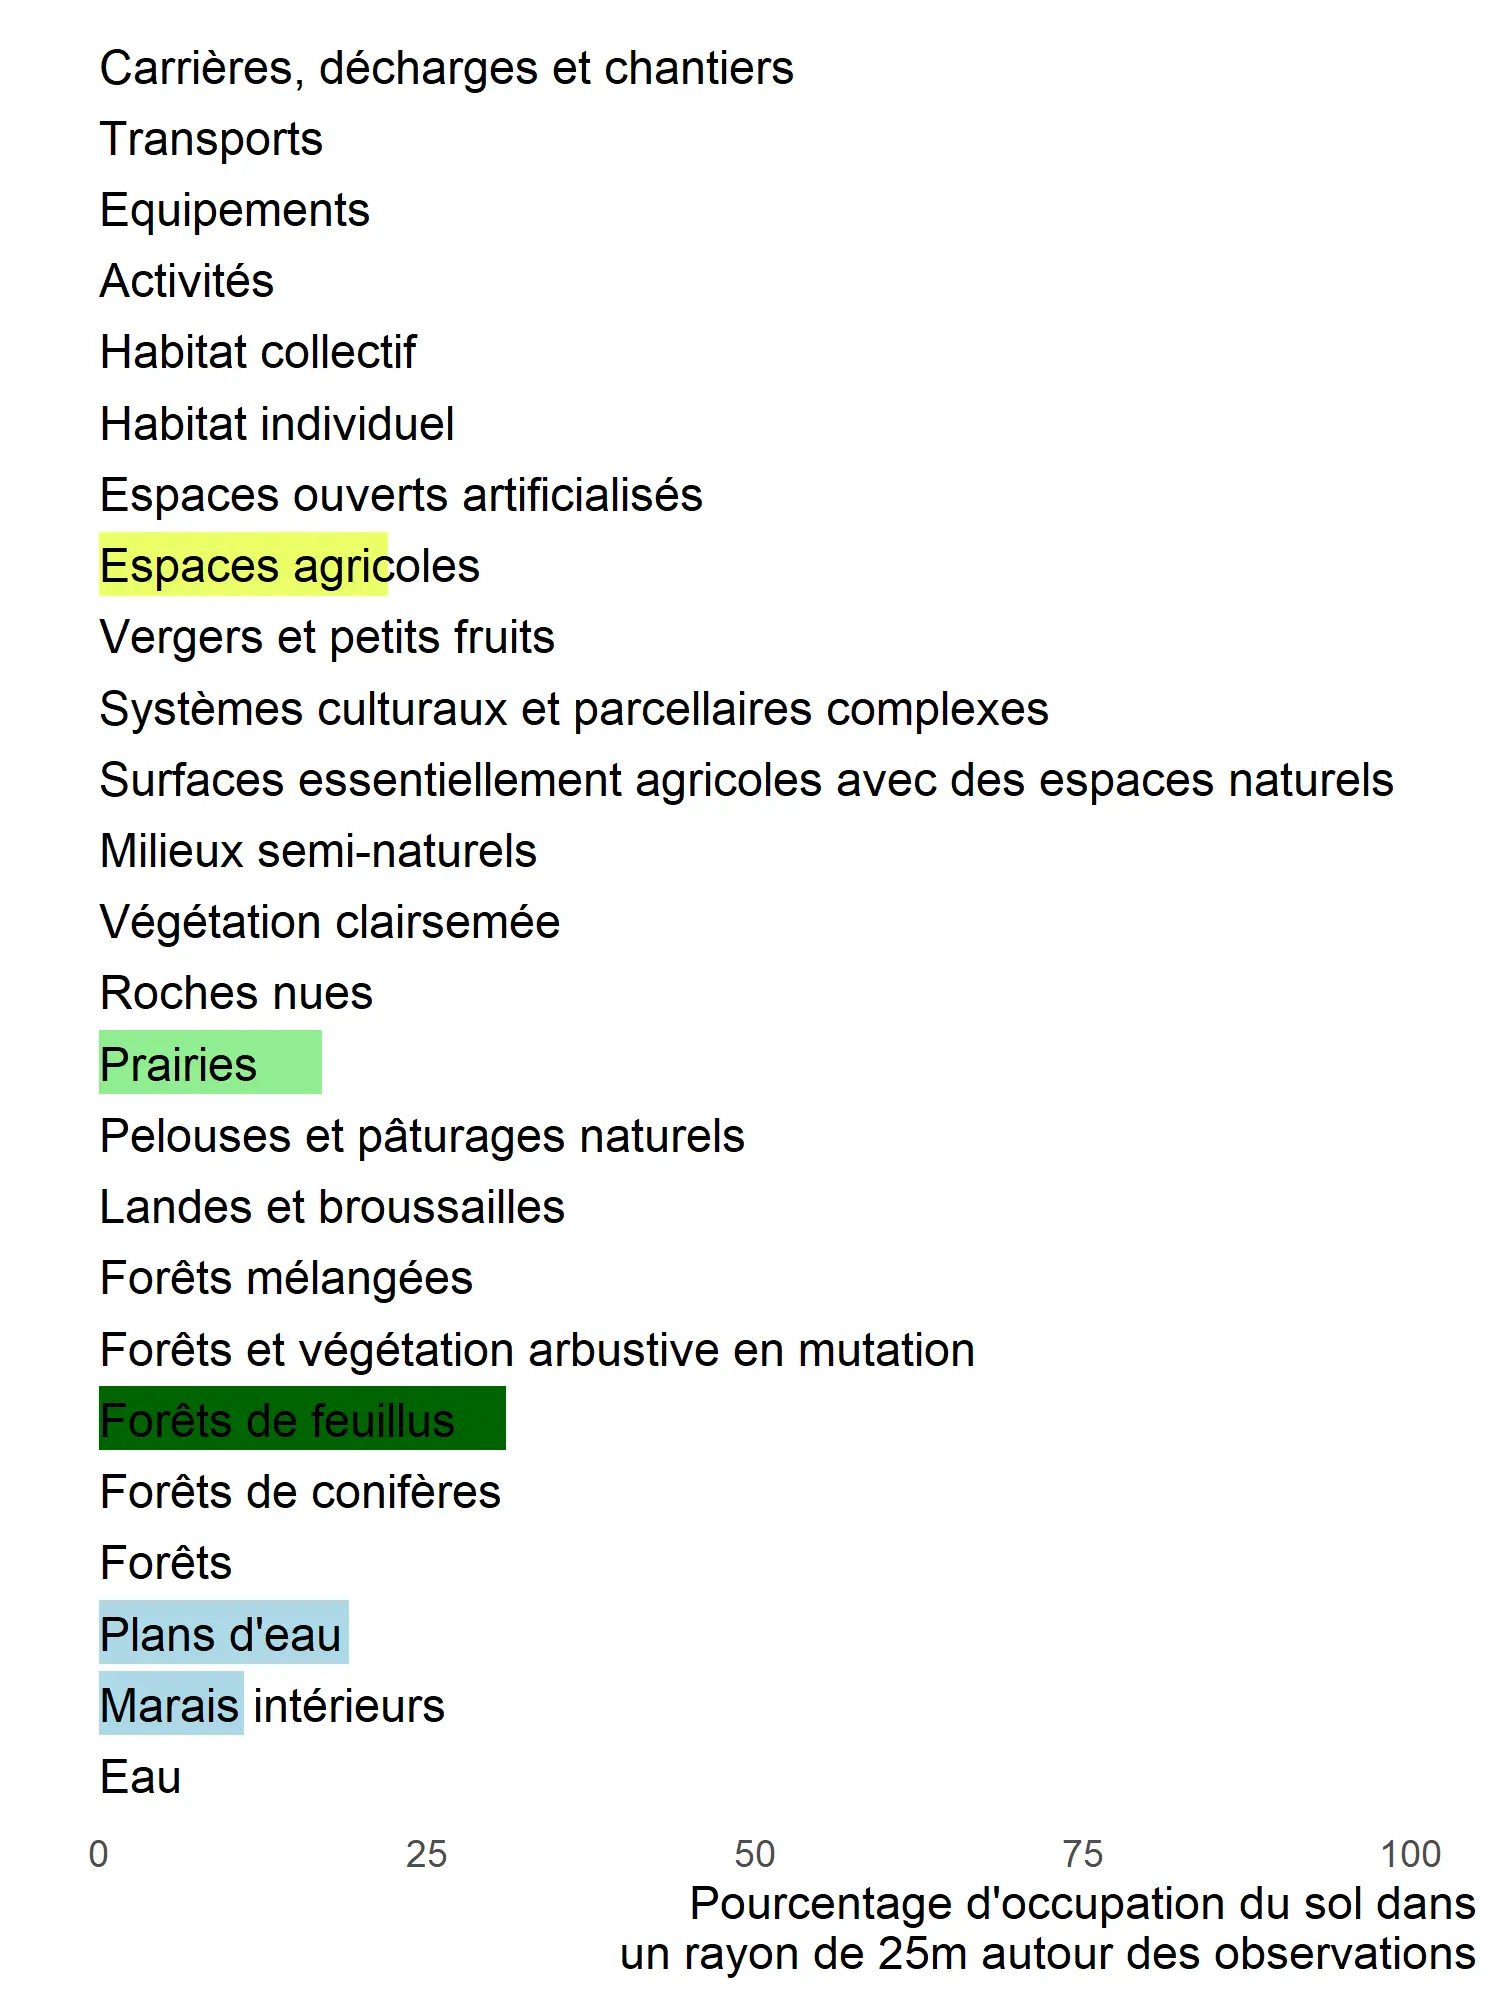 Carrières, décharges et chantiers
Transports
Equipements
Activités
Habitat collectif
Habitat individuel
Espaces ouverts artificialisés
Espaces agricoles
Vergers et petits fruits
Systèmes culturaux et parcellaires complexes
Surfaces essentiellement agricoles avec des espaces naturels
Milieux semi-naturels
Végétation clairsemée
Roches nues
Prairies
Pelouses et pâturages naturels
Landes et broussailles
Forêts mélangées
Forêts et végétation arbustive en mutation
Forêts de feuillus
Forêts de conifères
Forêts
Plans d'eau
Marais intérieurs
Eau
0 25 50 75 100
Pourcentage d'occupation du sol dans
un rayon de 25m autour des observations